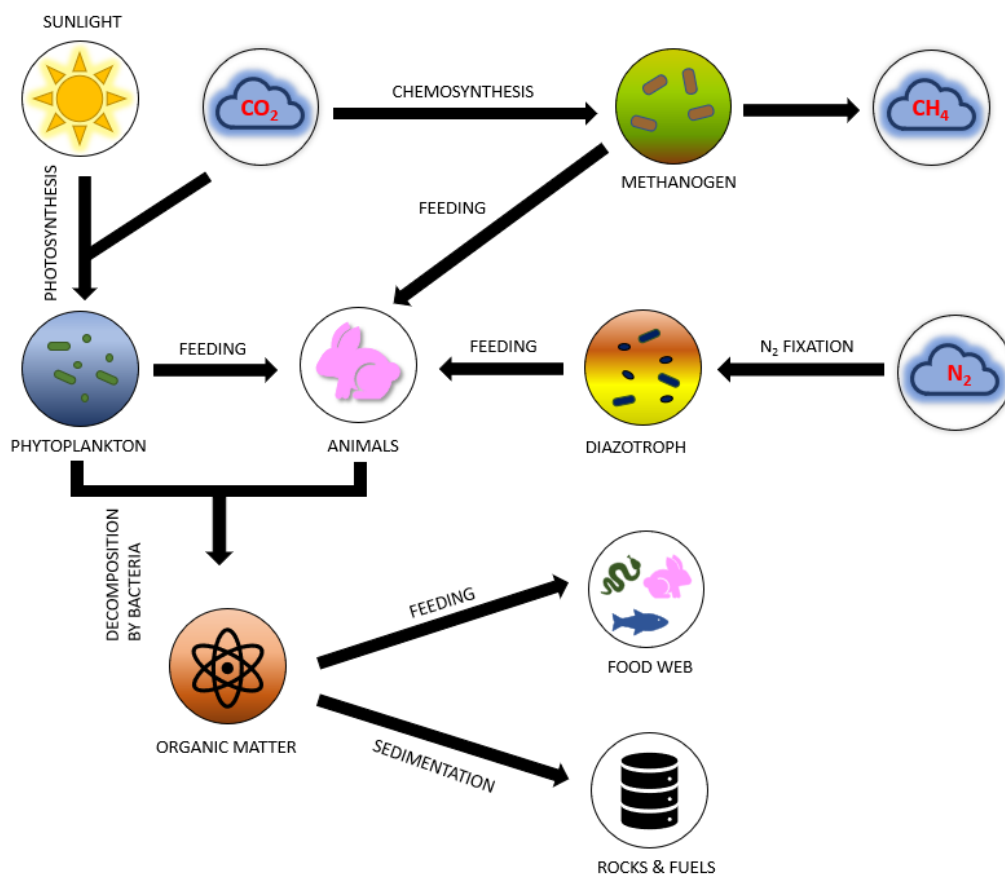 SUNLIGHT
CO₂
CHEMOSYNTHESIS
CH₄
METHANOGEN
PHOTOSYNTHESIS
FEEDING
FEEDING
FEEDING
N₂ FIXATION
N₂
PHYTOPLANKTON
ANIMALS
DIAZOTROPH
DECOMPOSITION
BY BACTERIA
FEEDING
FOOD WEB
ORGANIC MATTER
SEDIMENTATION
ROCKS & FUELS